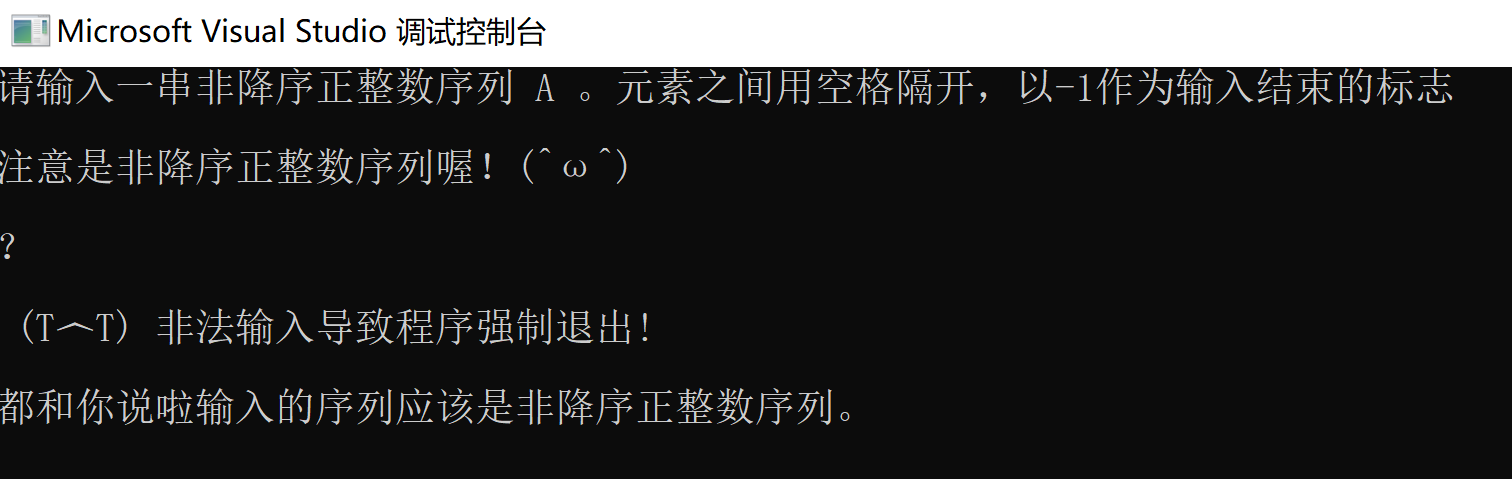 Microsoft Visual Studio 调试控制台
请输入一串非降序正整数序列 A 。元素之间用空格隔开，以-1作为输入结束的标志
注意是非降序正整数序列喔！(^ω^)
?
(T︿T) 非法输入导致程序强制退出!
都和你说啦输入的序列应该是非降序正整数序列。